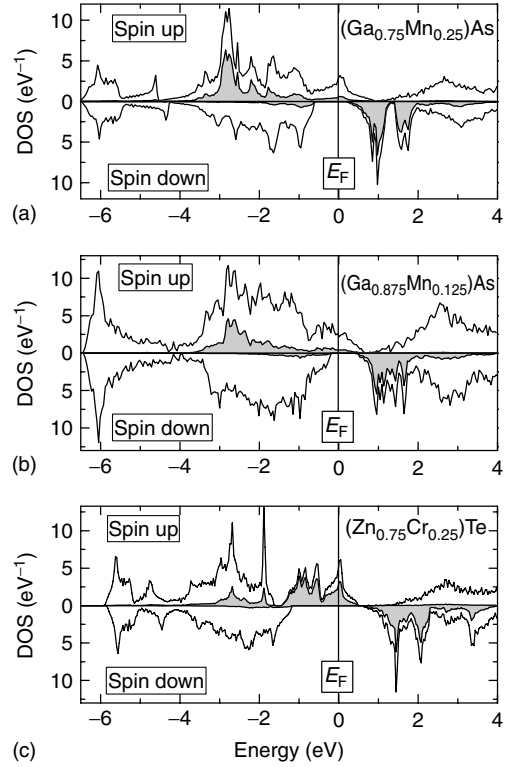 Spin up
(Ga0.75Mn0.25)As
10
5
0
5
10
DOS (eV−1)
Spin down
EF
−6 −4 −2 0 2 4
(a)
Spin up
(Ga0.875Mn0.125)As
10
5
0
5
10
DOS (eV−1)
Spin down
EF
−6 −4 −2 0 2 4
(b)
Spin up
(Zn0.75Cr0.25)Te
10
5
0
5
10
DOS (eV−1)
Spin down
EF
−6 −4 −2 0 2 4
(c) Energy (eV)